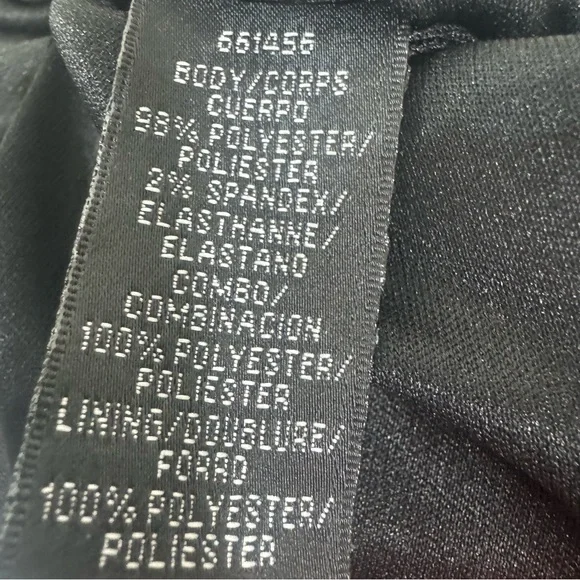 661456
BODY/CORPS
CUERPO
98% POLYESTER/
POLIESTER
2% SPANDEX/
ELASTHANNE/
ELASTANO
COMBO/
COMBINACION
100% POLYESTER/
POLIESTER
LINING/DOUBLURE/
FORRO
100% POLYESTER/
POLIESTER